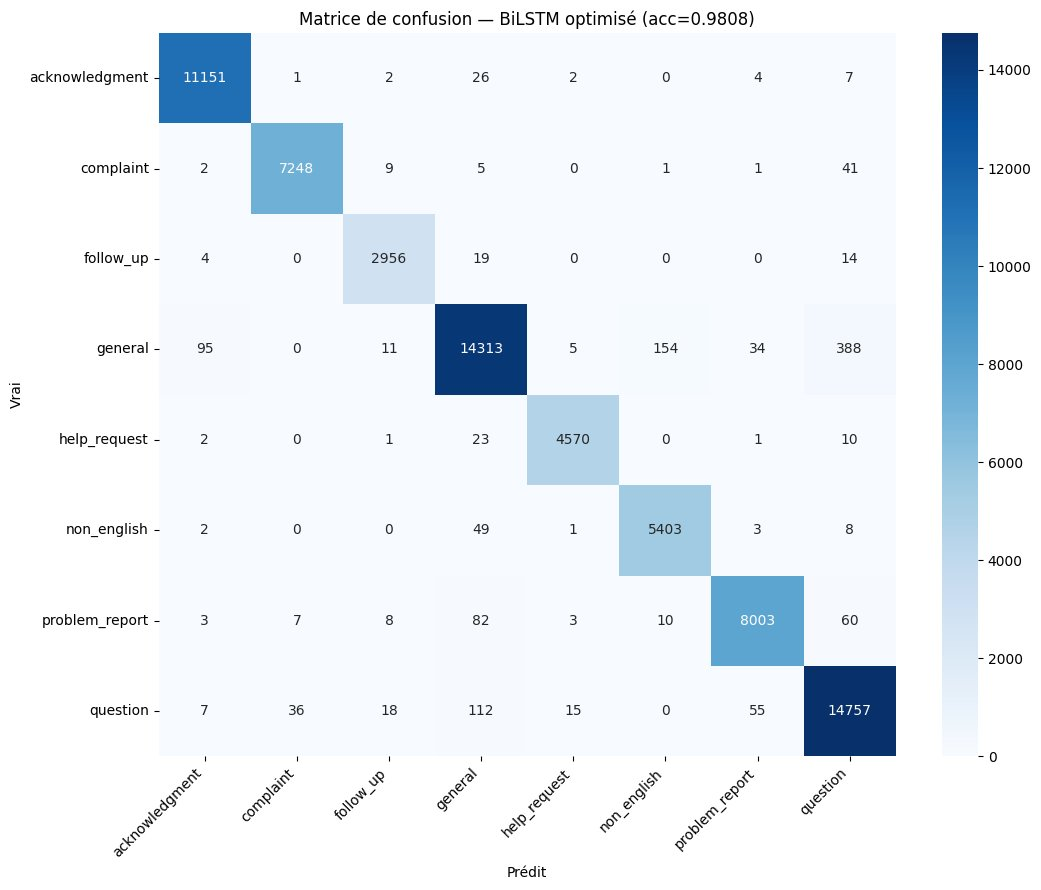 Matrice de confusion — BiLSTM optimisé (acc=0.9808)
acknowledgment 11151 1 2 26 2 0 4 7
complaint 2 7248 9 5 0 1 1 41
follow_up 4 0 2956 19 0 0 0 14
general 95 0 11 14313 5 154 34 388
help_request 2 0 1 23 4570 0 1 10
non_english 2 0 0 49 1 5403 3 8
problem_report 3 7 8 82 3 10 8003 60
question 7 36 18 112 15 0 55 14757
Vrai
acknowledgment complaint follow_up general help_request non_english problem_report question
Prédit
14000
12000
10000
8000
6000
4000
2000
0